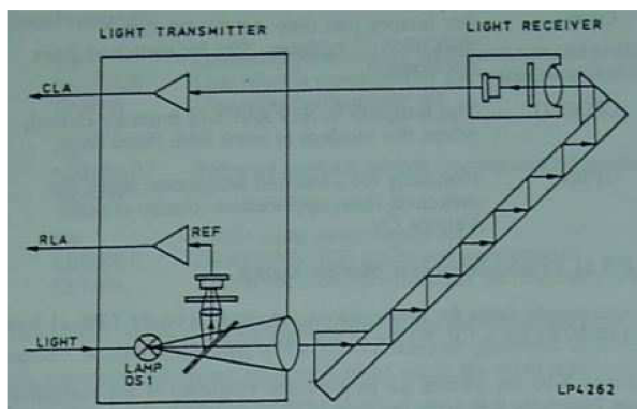 LIGHT TRANSMITTER
LIGHT RECEIVER
CLA
RLA
REF
LIGHT
LAMP
DS1
LP4262